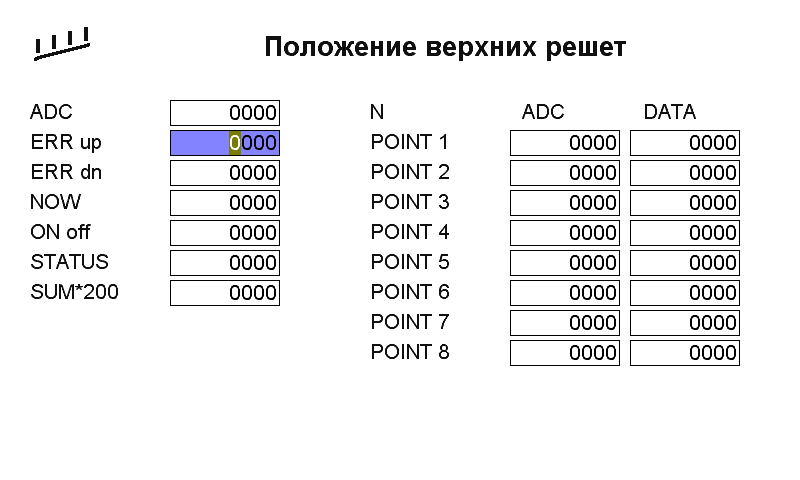 Положение верхних решет
ADC 0000 N ADC DATA
ERR up 0000 POINT 1 0000 0000
ERR dn 0000 POINT 2 0000 0000
NOW 0000 POINT 3 0000 0000
ON off 0000 POINT 4 0000 0000
STATUS 0000 POINT 5 0000 0000
SUM*200 0000 POINT 6 0000 0000
POINT 7 0000 0000
POINT 8 0000 0000